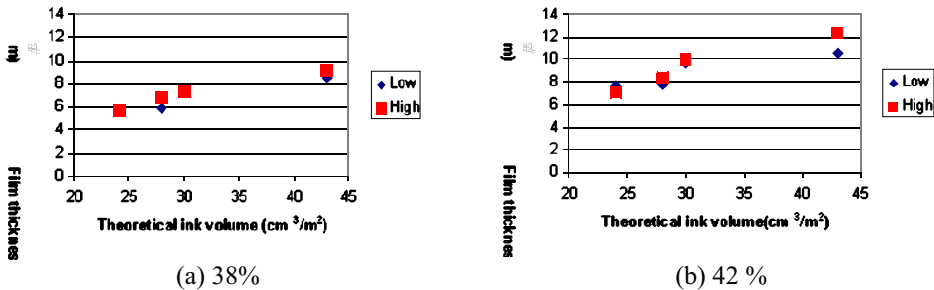 14
12
10
8
6
4
2
0
20 25 30 35 40 45
Film thicknes
m)
Theoretical ink volume (cm ³/m²)
Low
High
(a) 38%
14
12
10
8
6
4
2
0
20 25 30 35 40 45
Film thicknes
m)
Theoretical ink volume(cm ³/m²)
Low
High
(b) 42 %